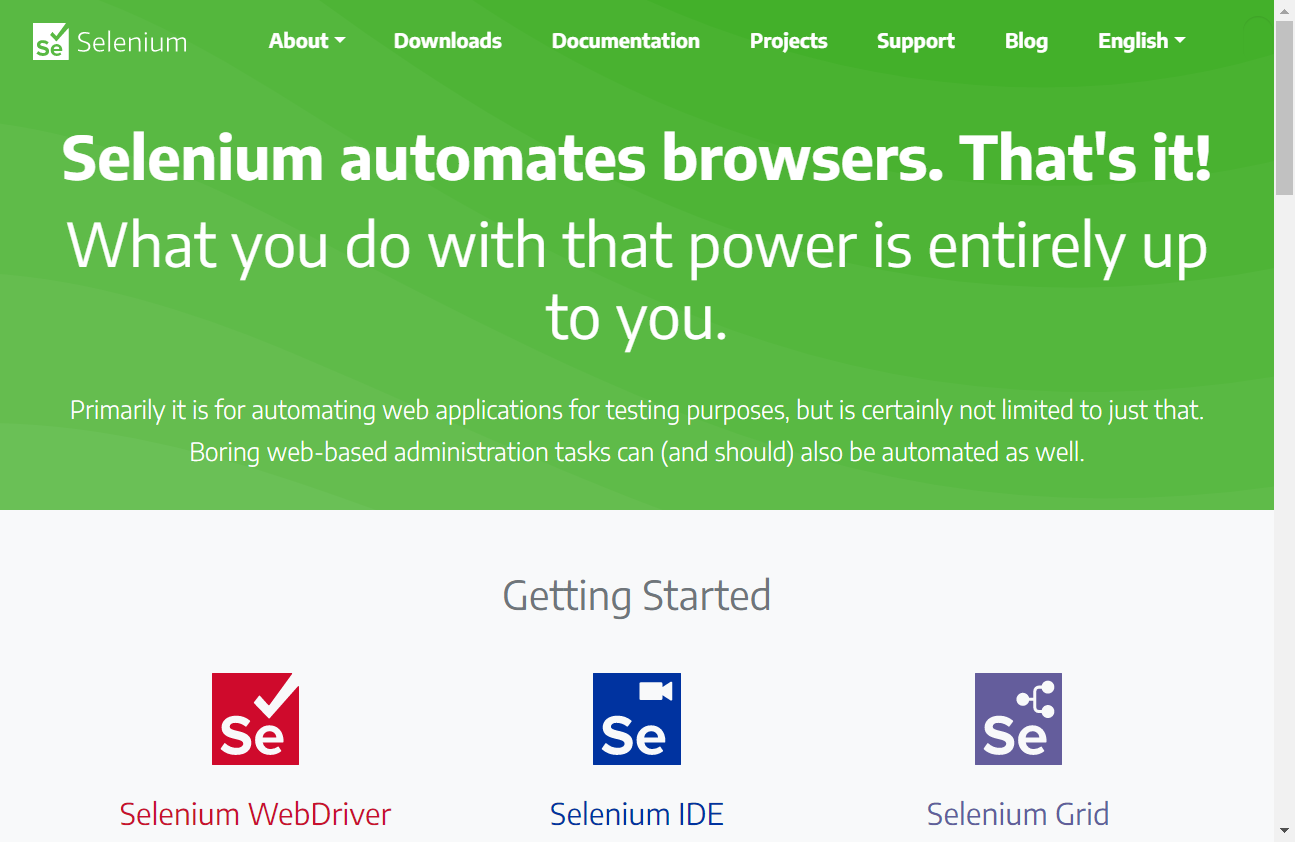 Se Selenium
About Downloads Documentation Projects Support Blog English
Selenium automates browsers. That's it!
What you do with that power is entirely up
to you.
Primarily it is for automating web applications for testing purposes, but is certainly not limited to just that.
Boring web-based administration tasks can (and should) also be automated as well.
Getting Started
Se
Selenium WebDriver
Se
Selenium IDE
Se
Selenium Grid